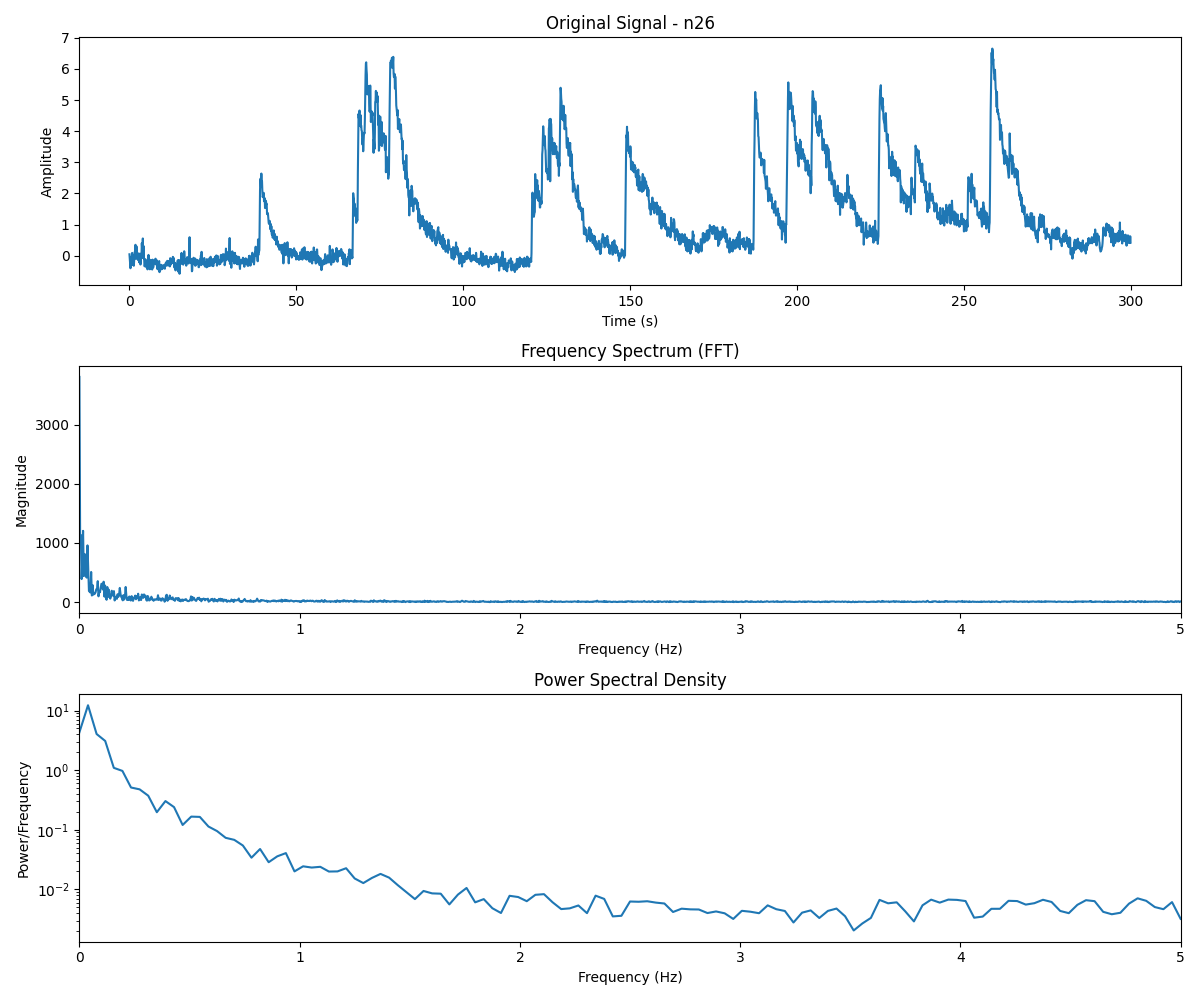 Original Signal - n26
7
6
5
4
3
2
1
0
Amplitude
0 50 100 150 200 250 300
Time (s)
Frequency Spectrum (FFT)
3000
2000
1000
0
Magnitude
0 1 2 3 4 5
Frequency (Hz)
Power Spectral Density
10¹
10⁰
10⁻¹
10⁻²
Power/Frequency
0 1 2 3 4 5
Frequency (Hz)